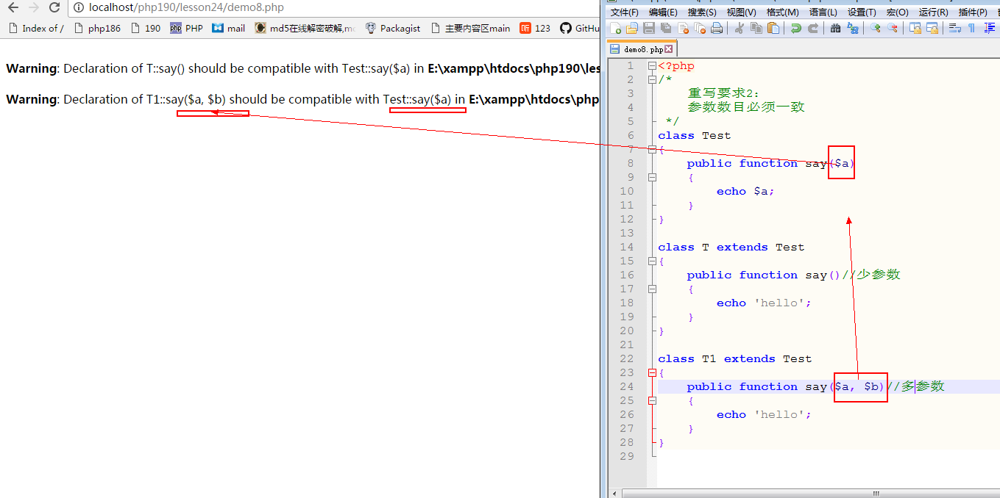 localhost/php190/lesson24/demo8.php
Index of /
php186
190
php PHP
mail
md5在线解密破解,
Packagist
主要内容区main
听 123
GitHu
Warning: Declaration of T::say() should be compatible with Test::say($a) in E:\xampp\htdocs\php190\les
Warning: Declaration of T1::say($a, $b) should be compatible with Test::say($a) in E:\xampp\htdocs\php
文件(F) 编辑(E) 搜索(S) 视图(V) 格式(M) 语言(L) 设置(T) 宏(O) 运行(R) 插件(P)
demo8.php
1 <?php
2 /*
3 重写要求2:
4 参数数目必须一致
5 */
6 class Test
7 {
8 public function say($a)
9 {
10 echo $a;
11 }
12 }
13
14 class T extends Test
15 {
16 public function say()//少参数
17 {
18 echo 'hello';
19 }
20 }
21
22 class T1 extends Test
23 {
24 public function say($a, $b)//多参数
25 {
26 echo 'hello';
27 }
28 }
29